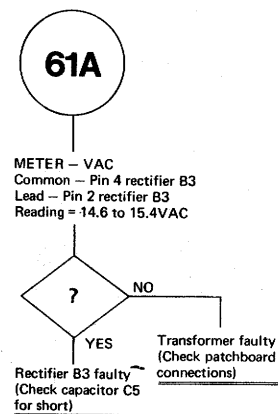 61A
METER – VAC
Common – Pin 4 rectifier B3
Lead – Pin 2 rectifier B3
Reading = 14.6 to 15.4VAC
?
NO
YES
Transformer faulty
(Check patchboard
connections)
Rectifier B3 faulty
(Check capacitor C5
for short)